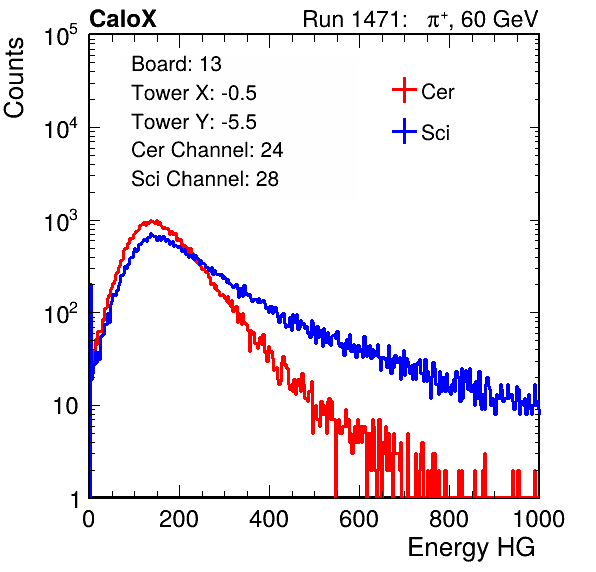 CaloX Run 1471: π⁺, 60 GeV
Counts
10⁵
10⁴
10³
10²
10
1
Board: 13
Tower X: -0.5
Tower Y: -5.5
Cer Channel: 24
Sci Channel: 28
Cer
Sci
0 200 400 600 800 1000
Energy HG